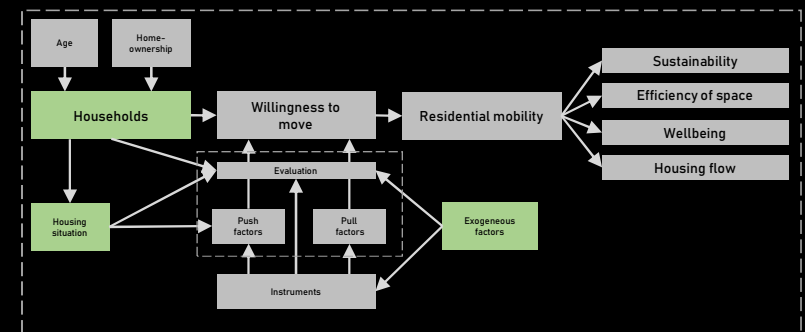 Age
Home-
ownership
Households
Willingness to
move
Residential mobility
Sustainability
Efficiency of space
Wellbeing
Housing flow
Evaluation
Housing
situation
Push
factors
Pull
factors
Exogeneous
factors
Instruments